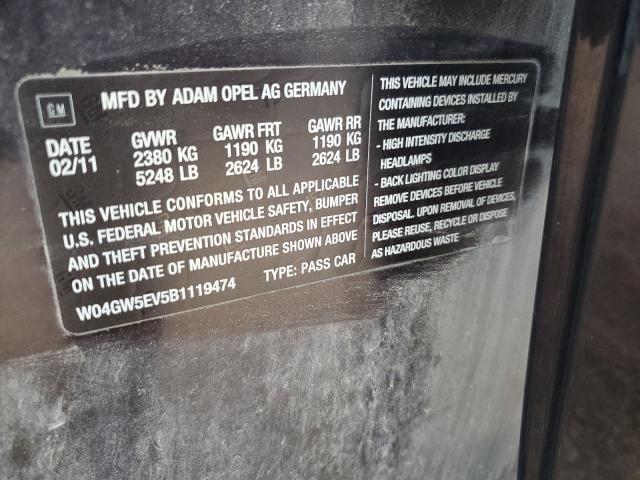 GM
MFD BY ADAM OPEL AG GERMANY
DATE GVWR GAWR FRT GAWR RR
02/11 2380 KG 1190 KG 1190 KG
5248 LB 2624 LB 2624 LB
THIS VEHICLE CONFORMS TO ALL APPLICABLE
U.S. FEDERAL MOTOR VEHICLE SAFETY, BUMPER
AND THEFT PREVENTION STANDARDS IN EFFECT
ON THE DATE OF MANUFACTURE SHOWN ABOVE
W04GW5EV5B1119474 TYPE: PASS CAR
THIS VEHICLE MAY INCLUDE MERCURY
CONTAINING DEVICES INSTALLED BY
THE MANUFACTURER:
- HIGH INTENSITY DISCHARGE
HEADLAMPS
- BACK LIGHTING COLOR DISPLAY
REMOVE DEVICES BEFORE VEHICLE
DISPOSAL. UPON REMOVAL OF DEVICES,
PLEASE REUSE, RECYCLE OR DISPOSE
AS HAZARDOUS WASTE